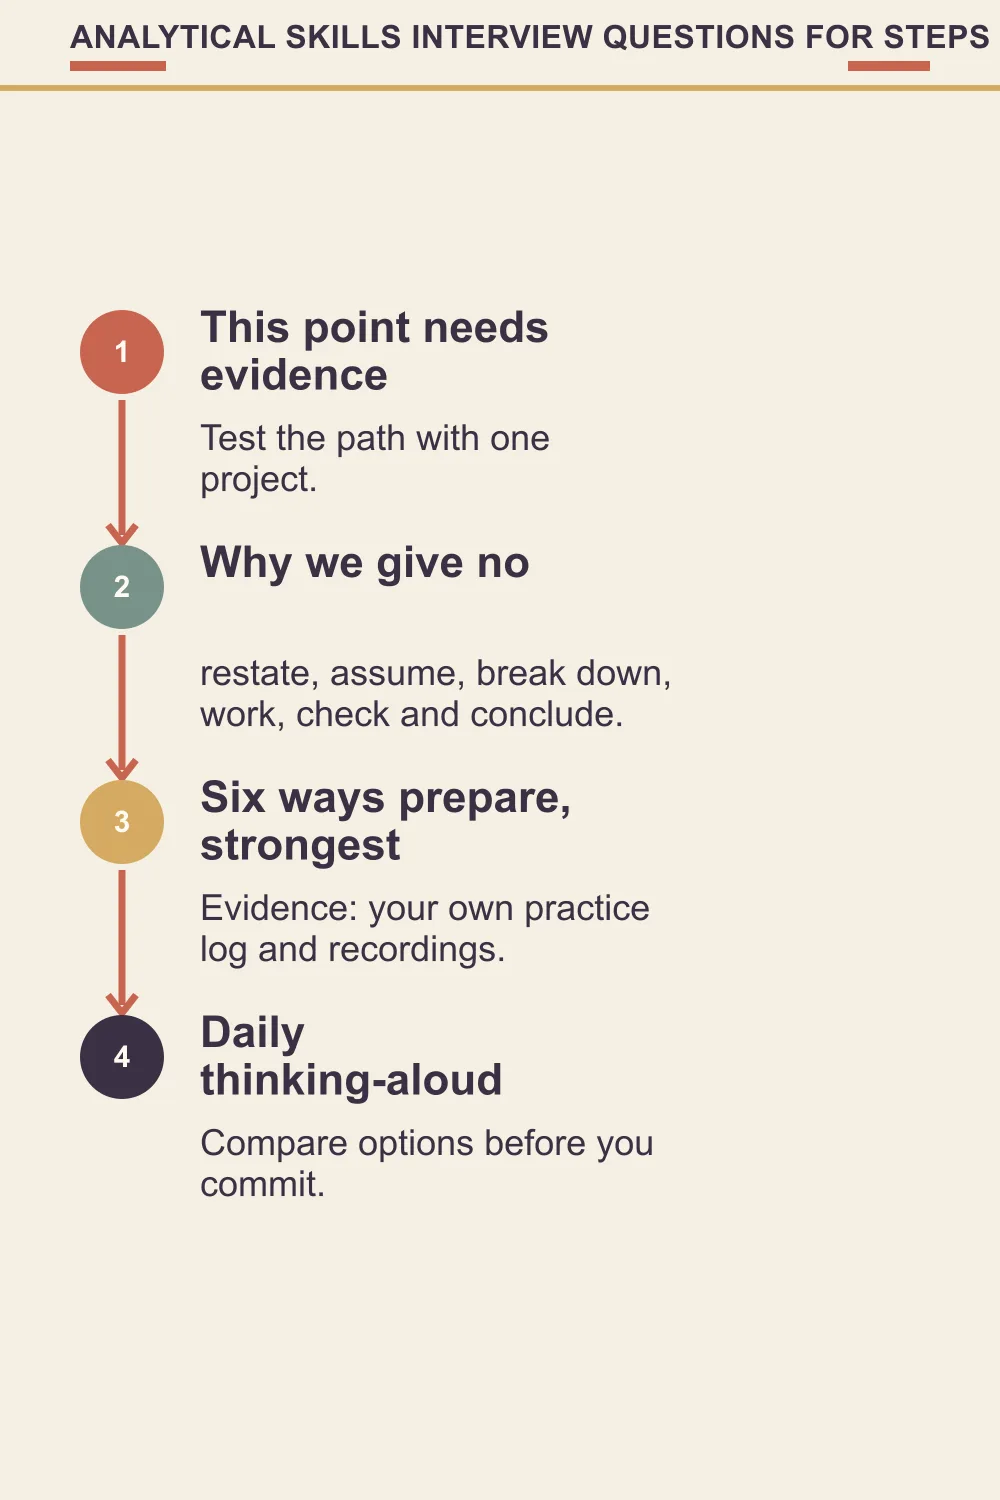 ANALYTICAL SKILLS INTERVIEW QUESTIONS FOR STEPS
1
This point needs
evidence
Test the path with one
project.
2
Why we give no
restate, assume, break down,
work, check and conclude.
3
Six ways prepare,
strongest
Evidence: your own practice
log and recordings.
4
Daily
thinking-aloud
Compare options before you
commit.